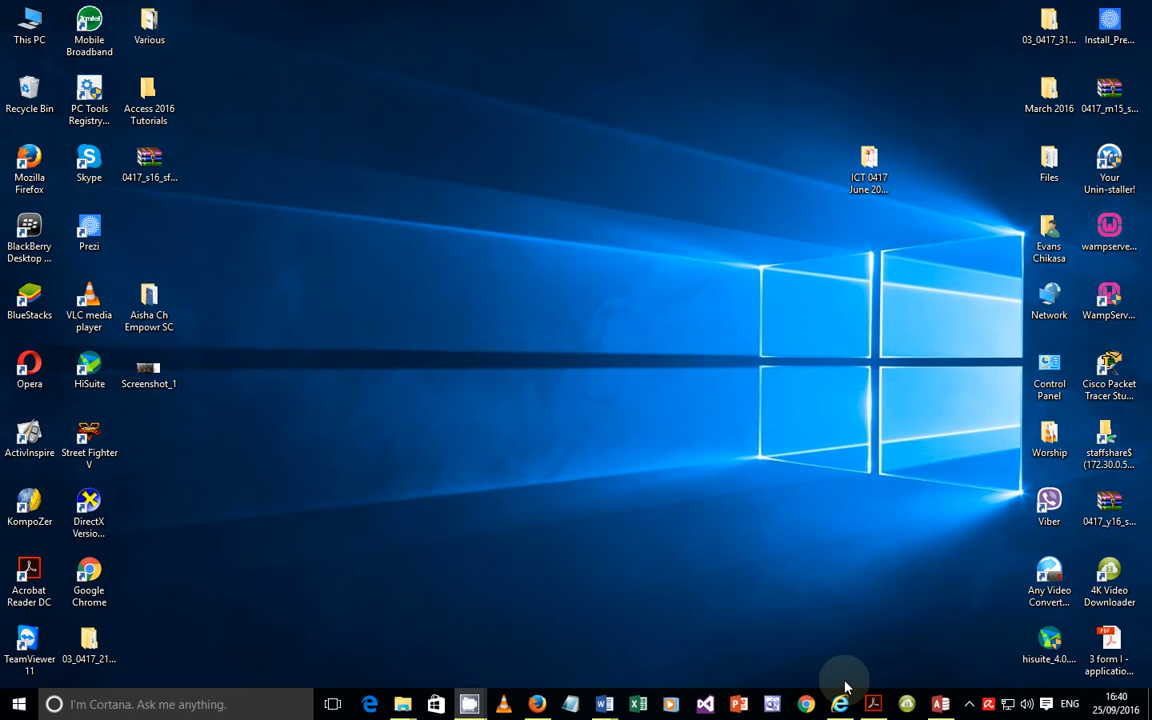 This PC
Mobile
Broadband
Various
Recycle Bin
PC Tools
Registry...
Access 2016
Tutorials
Mozilla
Firefox
Skype
0417_s16_sf...
BlackBerry
Desktop ...
Prezi
BlueStacks
VLC media
player
Aisha Ch
Empowr SC
Opera
HiSuite
Screenshot_1
ActivInspire
Street Fighter
V
KompoZer
DirectX
Versio...
Acrobat
Reader DC
Google
Chrome
TeamViewer
11
03_0417_21...
ICT 0417
June 20...
03_0417_31...
Install_Pre...
March 2016
0417_m15_s...
Files
Your
Unin-staller!
Evans
Chikasa
wampserve...
Network
WampServ...
Control
Panel
Cisco Packet
Tracer Stu...
Worship
staffshare$
(172.30.0.5...
Viber
0417_y16_s...
Any Video
Convert...
4K Video
Downloader
hisuite_4.0....
3 form I -
applicatio...
I'm Cortana. Ask me anything.
ENG
16:40
25/09/2016